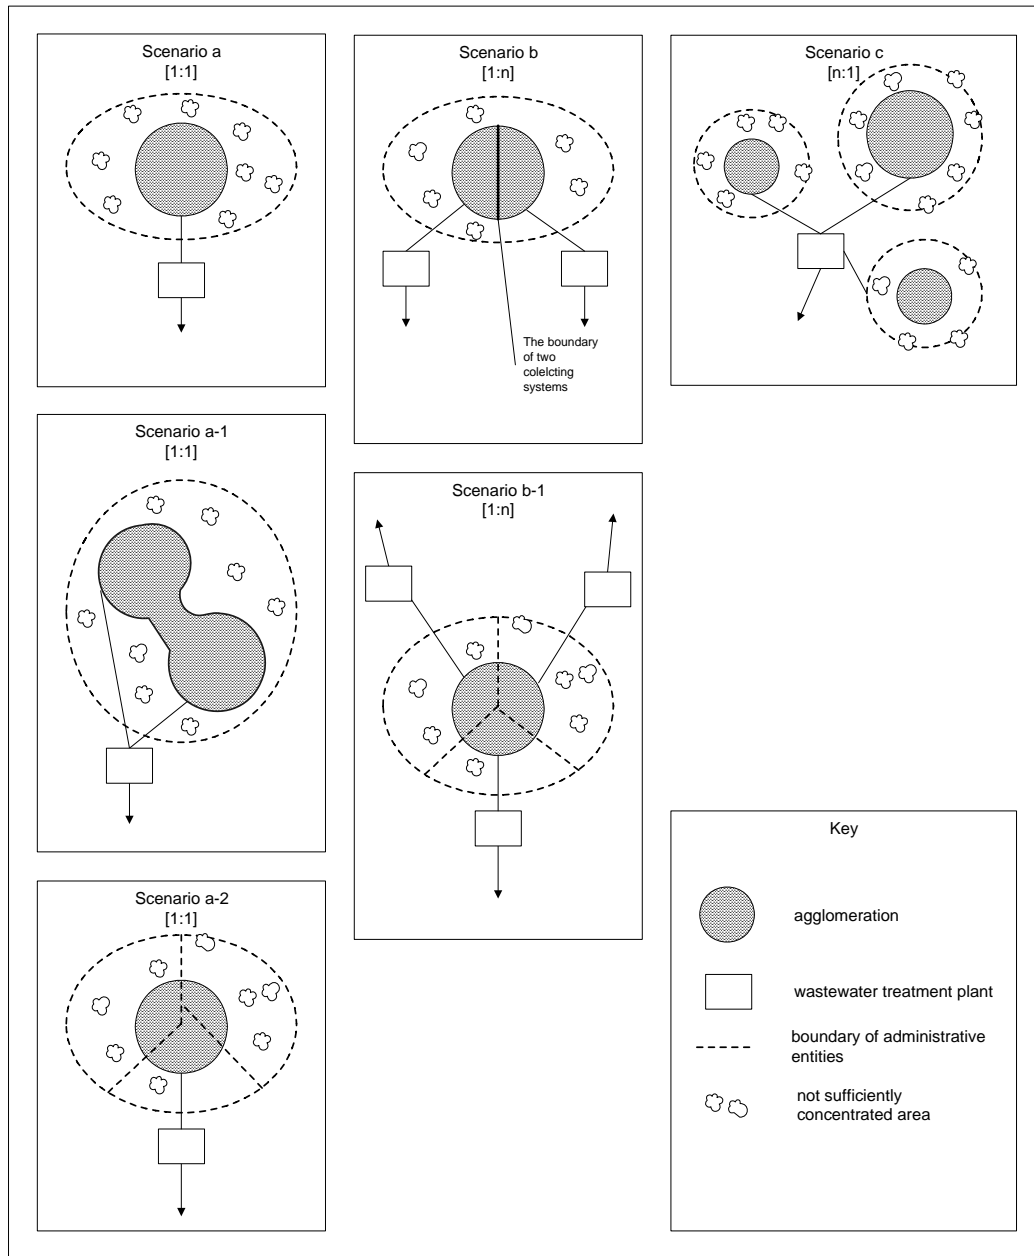 Scenario a
[1:1]
Scenario b
[1:n]
The boundary
of two
colelcting
systems
Scenario c
[n:1]
Scenario a-1
[1:1]
Scenario b-1
[1:n]
Scenario a-2
[1:1]
Key
agglomeration
wastewater treatment plant
boundary of administrative
entities
not sufficiently
concentrated area